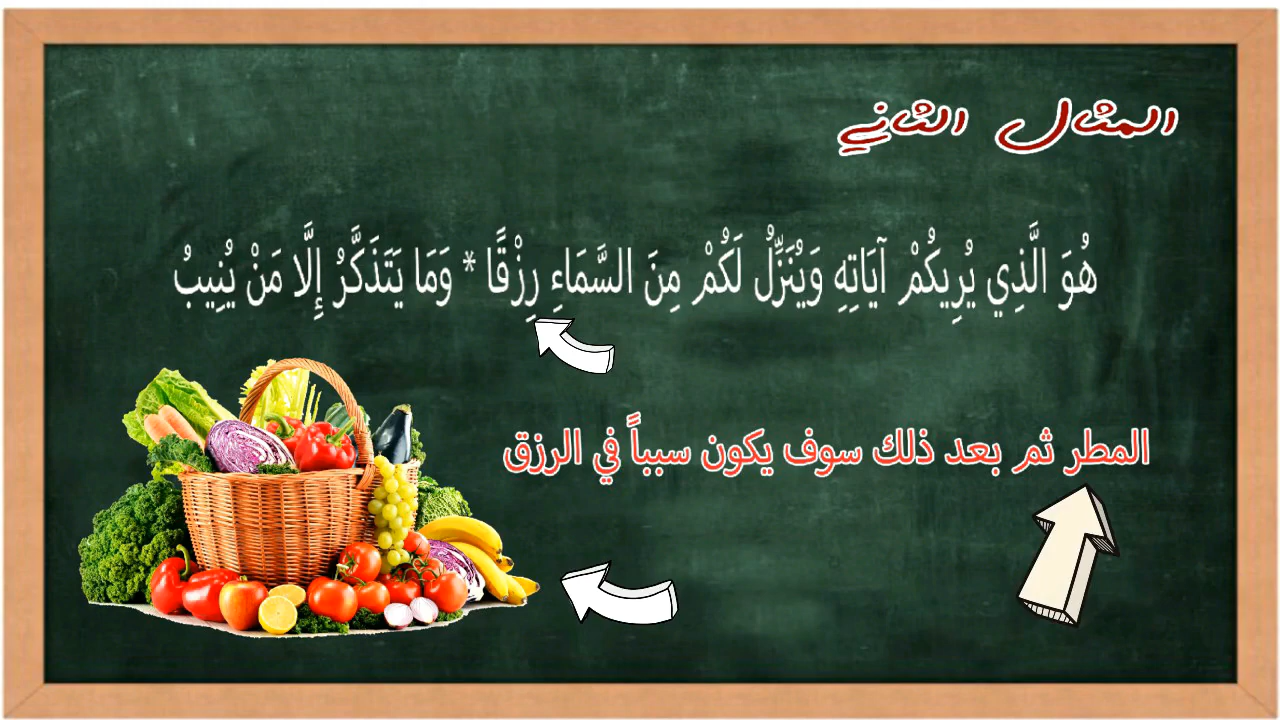 المثال الثاني
هُوَ الَّذِي يُرِيكُمْ آيَاتِهِ وَيُنَزِّلُ لَكُمْ مِنَ السَّمَاءِ رِزْقًا * وَمَا يَتَذَكَّرُ إِلَّا مَنْ يُنِيبُ
المطر ثم بعد ذلك سوف يكون سبباً في الرزق